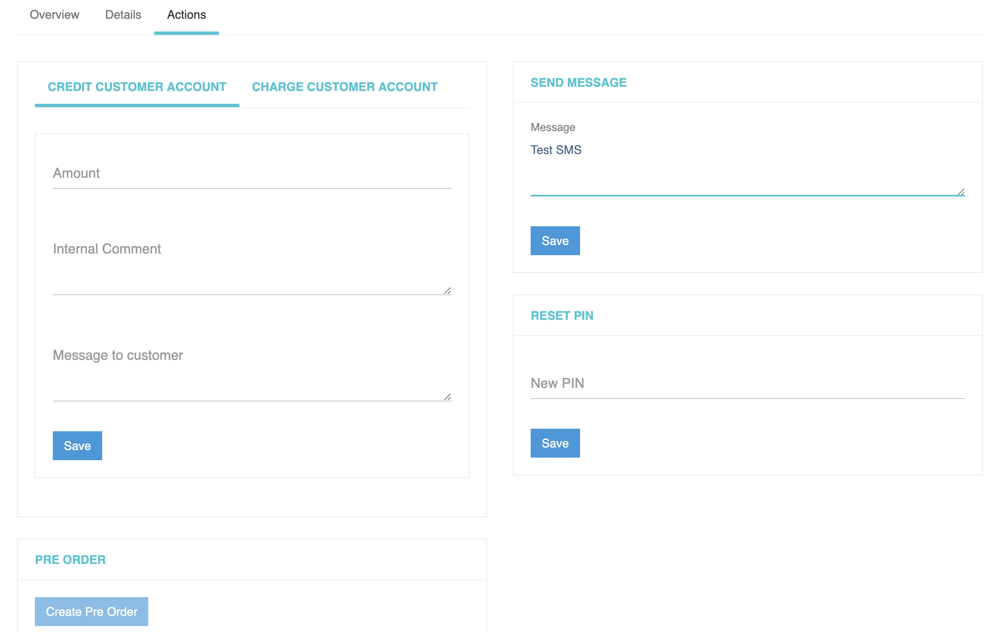 Overview
Details
Actions
CREDIT CUSTOMER ACCOUNT
CHARGE CUSTOMER ACCOUNT
Amount
Internal Comment
Message to customer
Save
PRE ORDER
Create Pre Order
SEND MESSAGE
Message
Test SMS
Save
RESET PIN
New PIN
Save